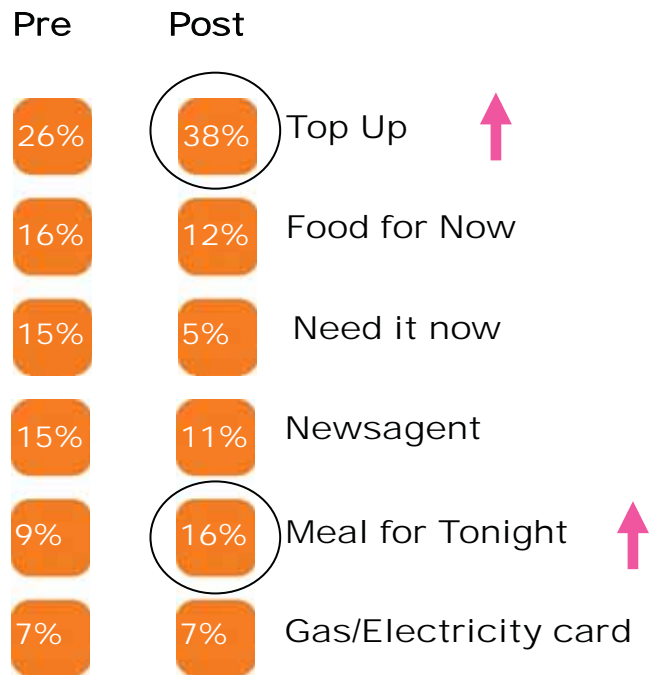 Pre Post
26% 38% Top Up
16% 12% Food for Now
15% 5% Need it now
15% 11% Newsagent
9% 16% Meal for Tonight
7% 7% Gas/Electricity card